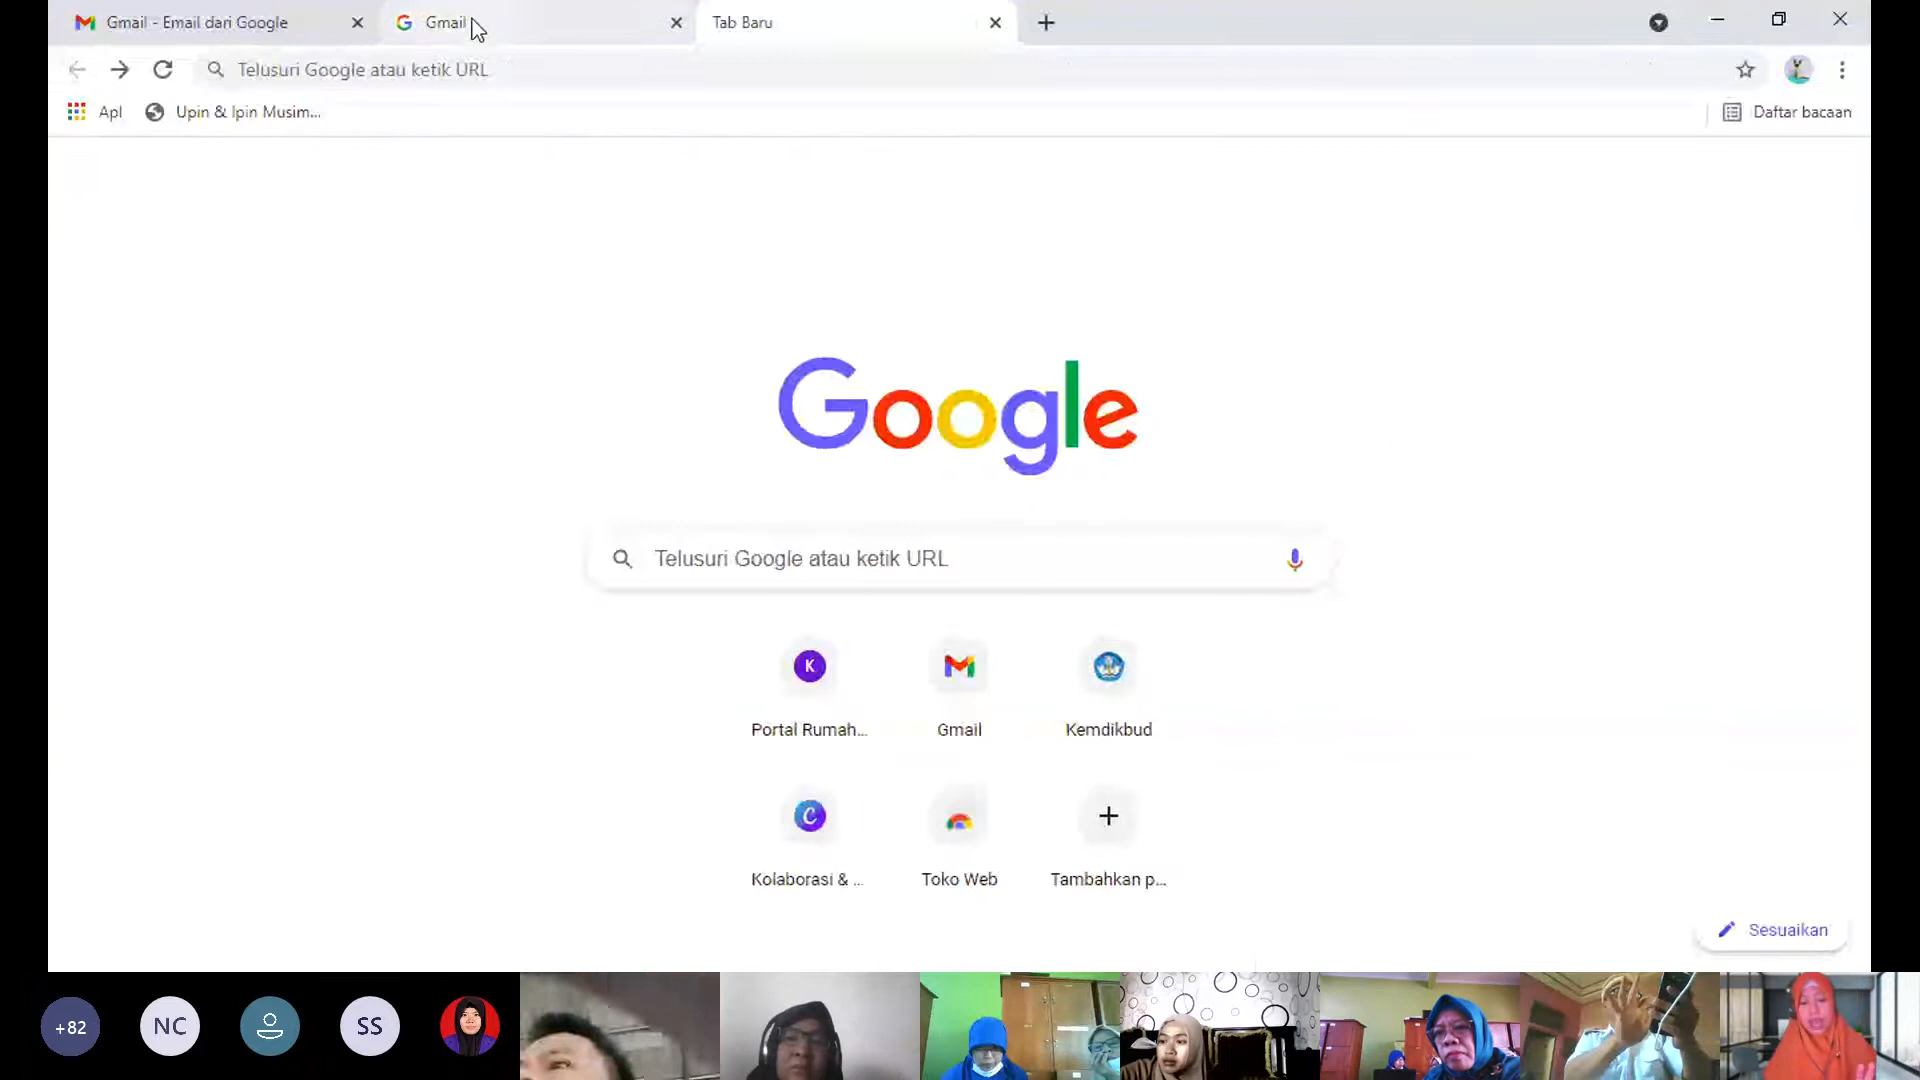 Gmail - Email dari Google
Gmail
Tab Baru
Telusuri Google atau ketik URL
Apl
Upin & Ipin Musim...
Daftar bacaan
Google
Telusuri Google atau ketik URL
K
Portal Rumah...
Gmail
Kemdikbud
C
Kolaborasi & ...
Toko Web
Tambahkan p...
Sesuaikan
+82
NC
SS